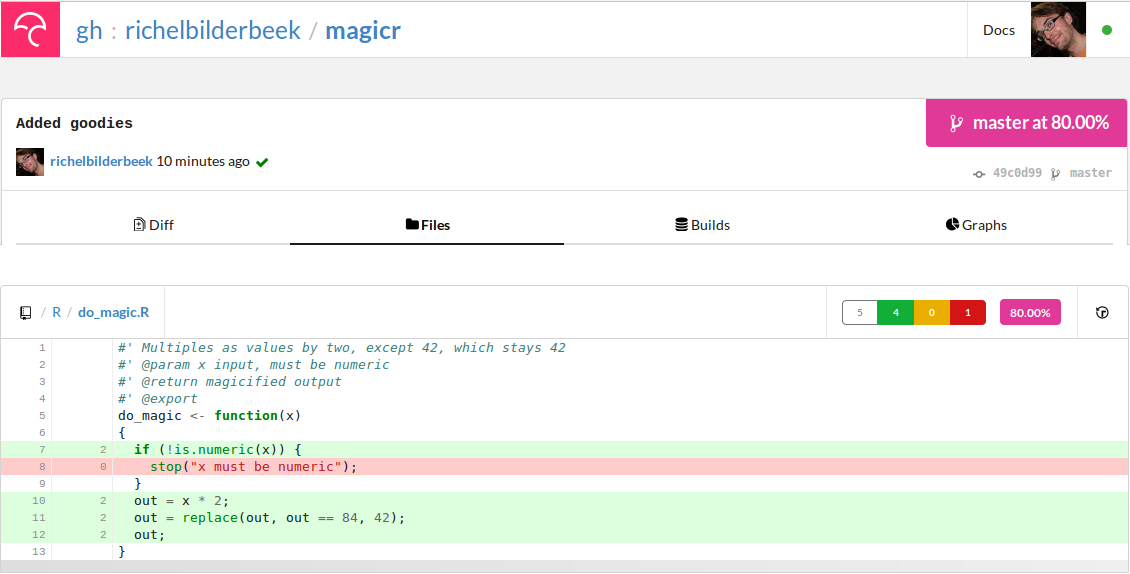 gh : richelbilderbeek / magicr
Docs
Added goodies
master at 80.00%
richelbilderbeek 10 minutes ago
49c0d99 master
Diff
Files
Builds
Graphs
/ R / do_magic.R
5 4 0 1 80.00%
1 #' Multiples as values by two, except 42, which stays 42
2 #' @param x input, must be numeric
3 #' @return magicified output
4 #' @export
5 do_magic <- function(x)
6 {
7 2 if (!is.numeric(x)) {
8 0 stop("x must be numeric");
9 }
10 2 out = x * 2;
11 2 out = replace(out, out == 84, 42);
12 2 out;
13 }